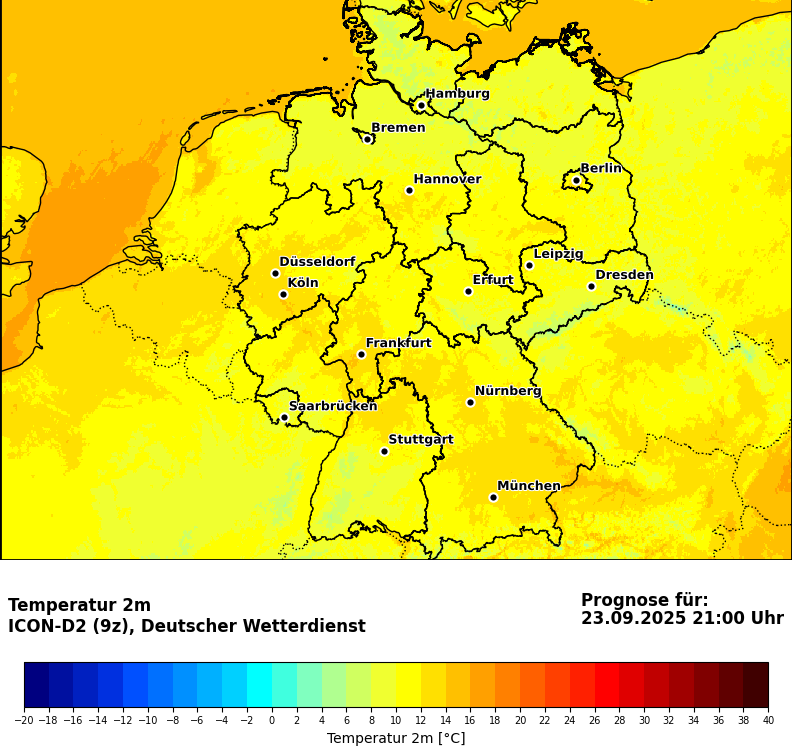 Hamburg
Bremen
Berlin
Hannover
Leipzig
Düsseldorf
Dresden
Erfurt
Köln
Frankfurt
Nürnberg
Saarbrücken
Stuttgart
München
Temperatur 2m
ICON-D2 (9z), Deutscher Wetterdienst
Prognose für:
23.09.2025 21:00 Uhr
−20 −18 −16 −14 −12 −10 −8 −6 −4 −2 0 2 4 6 8 10 12 14 16 18 20 22 24 26 28 30 32 34 36 38 40
Temperatur 2m [°C]